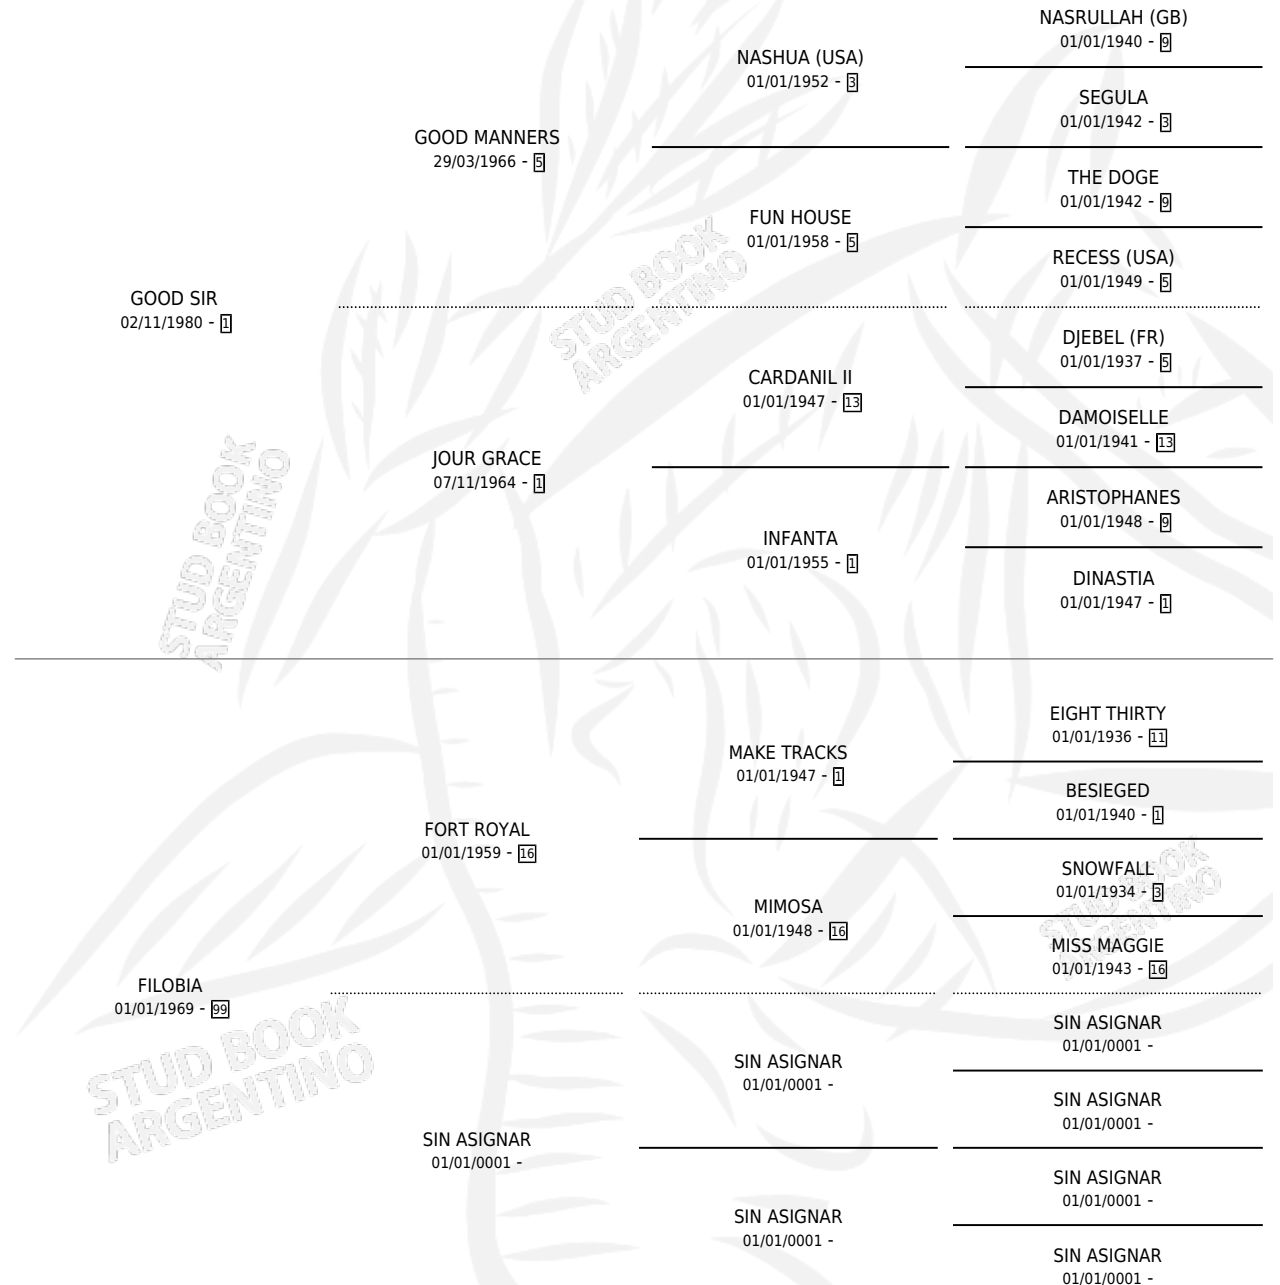 NASRULLAH (GB)
01/01/1940 - 9
NASHUA (USA)
01/01/1952 - 3
SEGULA
01/01/1942 - 3
GOOD MANNERS
29/03/1966 - 5
THE DOGE
01/01/1942 - 9
FUN HOUSE
01/01/1958 - 5
RECESS (USA)
01/01/1949 - 5
GOOD SIR
02/11/1980 - 1
DJEBEL (FR)
01/01/1937 - 5
CARDANIL II
01/01/1947 - 13
DAMOISELLE
01/01/1941 - 13
JOUR GRACE
07/11/1964 - 1
ARISTOPHANES
01/01/1948 - 9
INFANTA
01/01/1955 - 1
DINASTIA
01/01/1947 - 1
EIGHT THIRTY
01/01/1936 - 11
MAKE TRACKS
01/01/1947 - 1
BESIEGED
01/01/1940 - 1
FORT ROYAL
01/01/1959 - 16
SNOWFALL
01/01/1934 - 3
MIMOSA
01/01/1948 - 16
MISS MAGGIE
01/01/1943 - 16
FILOBIA
01/01/1969 - 99
SIN ASIGNAR
01/01/0001 -
SIN ASIGNAR
01/01/0001 -
SIN ASIGNAR
01/01/0001 -
SIN ASIGNAR
01/01/0001 -
SIN ASIGNAR
01/01/0001 -
SIN ASIGNAR
01/01/0001 -
SIN ASIGNAR
01/01/0001 -
STUD BOOK
ARGENTINO
STUD BOOK
ARGENTINO
STUD BOOK
ARGENTINO
STUD BOOK
ARGENTINO